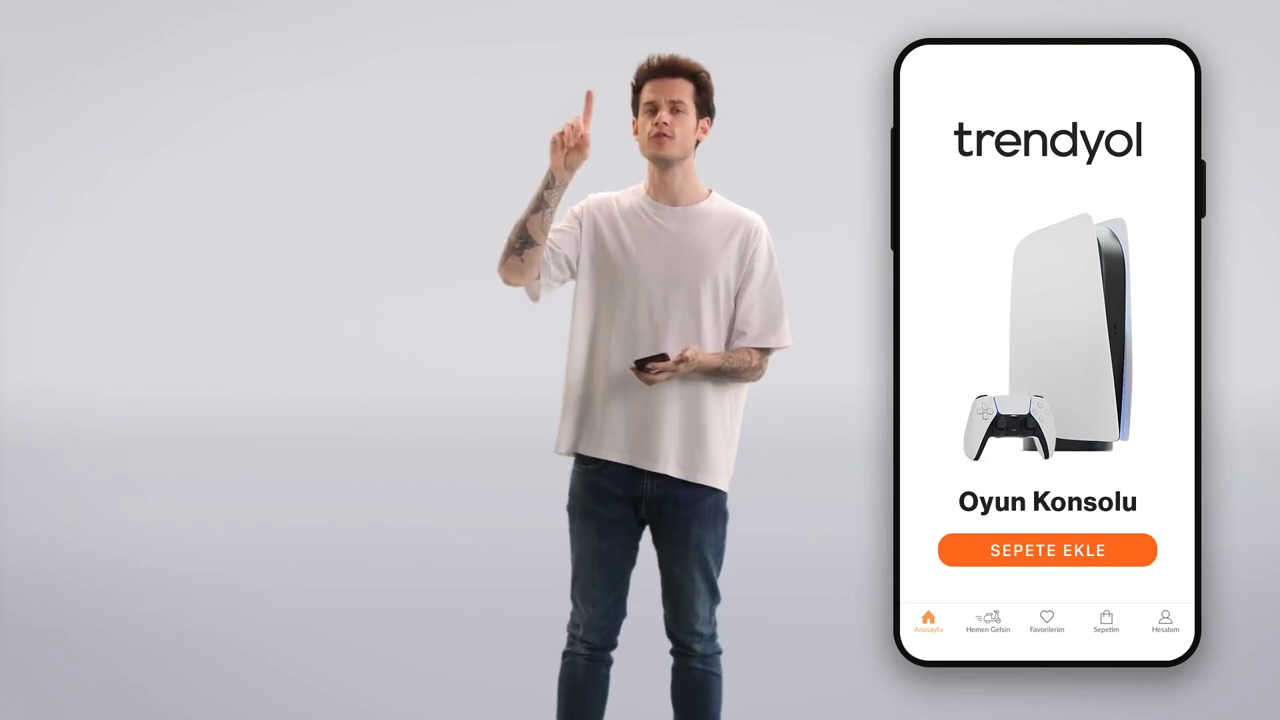 trendyol
Oyun Konsolu
SEPETE EKLE
Anasayfa
Hemen Gelsin
Favorilerim
Sepetim
Hesabım